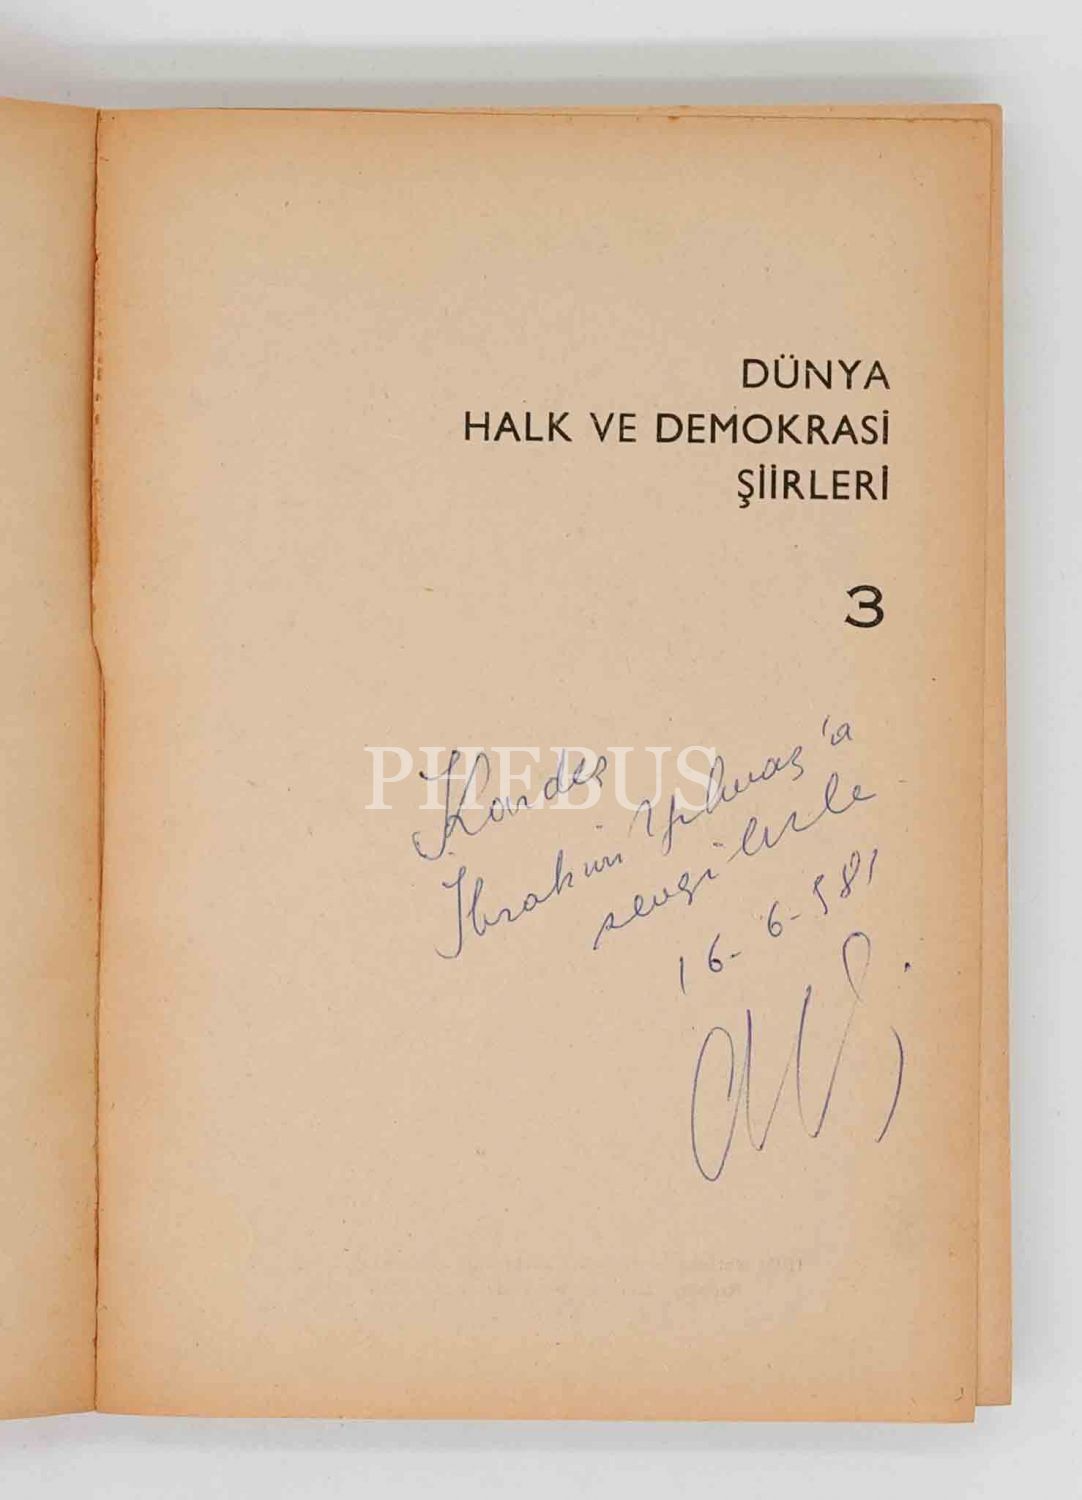 DÜNYA
HALK VE DEMOKRASİ
ŞİİRLERİ
3
PHEBUS
Kardeş
İbrahim Yılmaz'a
sevgilerle
16-6-981